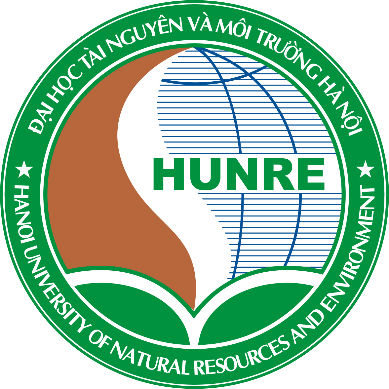 ĐẠI HỌC TÀI NGUYÊN VÀ MÔI TRƯỜNG HÀ NỘI
HUNRE
HANOI UNIVERSITY OF NATURAL RESOURCES AND ENVIRONMENT